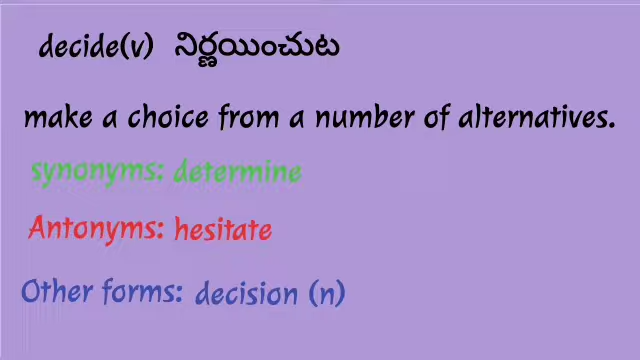 decide(v) నిర్ణయించుట
make a choice from a number of alternatives.
synonyms: determine
Antonyms: hesitate
Other forms: decision (n)